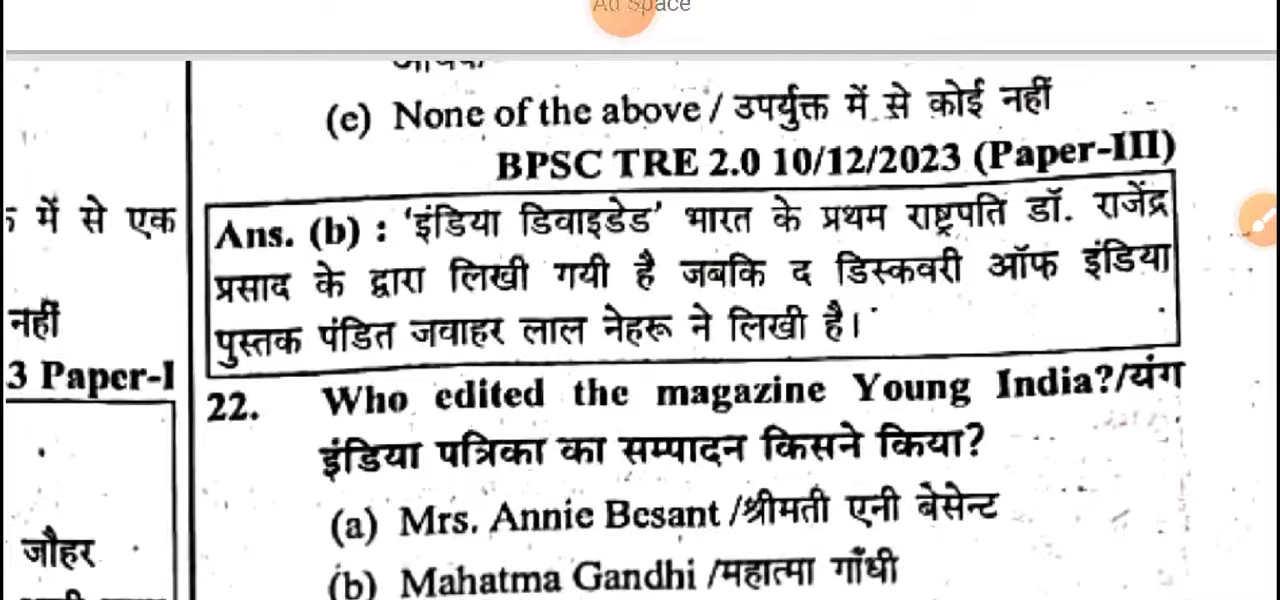 Ad Space
(e) None of the above / उपर्युक्त में से कोई नहीं
BPSC TRE 2.0 10/12/2023 (Paper-III)
में से एक
Ans. (b) : 'इंडिया डिवाइडेड' भारत के प्रथम राष्ट्रपति डॉ. राजेंद्र
प्रसाद के द्वारा लिखी गयी है जबकि द डिस्कवरी ऑफ इंडिया
नहीं
पुस्तक पंडित जवाहर लाल नेहरू ने लिखी है।
3 Paper-I
22. Who edited the magazine Young India?/यंग
इंडिया पत्रिका का सम्पादन किसने किया?
(a) Mrs. Annie Besant /श्रीमती एनी बेसेन्ट
जौहर
(b) Mahatma Gandhi /महात्मा गाँधी